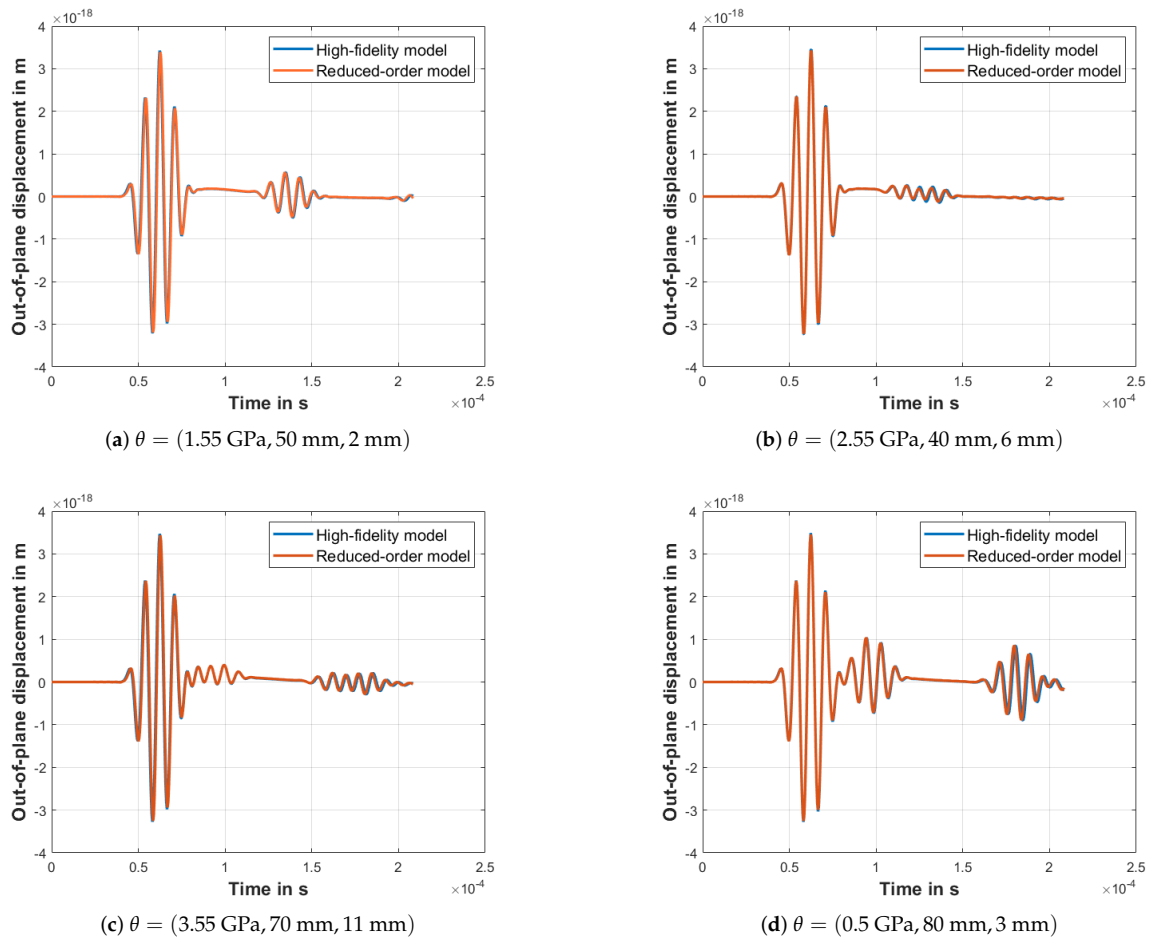 ×10⁻¹⁸
4
3
2
1
0
-1
-2
-3
-4
Out-of-plane displacement in m
High-fidelity model
Reduced-order model
0 0.5 1 1.5 2 2.5
Time in s
×10⁻⁴
(a) θ = (1.55 GPa, 50 mm, 2 mm)
×10⁻¹⁸
4
3
2
1
0
-1
-2
-3
-4
Out-of-plane displacement in m
High-fidelity model
Reduced-order model
0 0.5 1 1.5 2 2.5
Time in s
×10⁻⁴
(b) θ = (2.55 GPa, 40 mm, 6 mm)
×10⁻¹⁸
4
3
2
1
0
-1
-2
-3
-4
Out-of-plane displacement in m
High-fidelity model
Reduced-order model
0 0.5 1 1.5 2 2.5
Time in s
×10⁻⁴
(c) θ = (3.55 GPa, 70 mm, 11 mm)
×10⁻¹⁸
4
3
2
1
0
-1
-2
-3
-4
Out-of-plane displacement in m
High-fidelity model
Reduced-order model
0 0.5 1 1.5 2 2.5
Time in s
×10⁻⁴
(d) θ = (0.5 GPa, 80 mm, 3 mm)